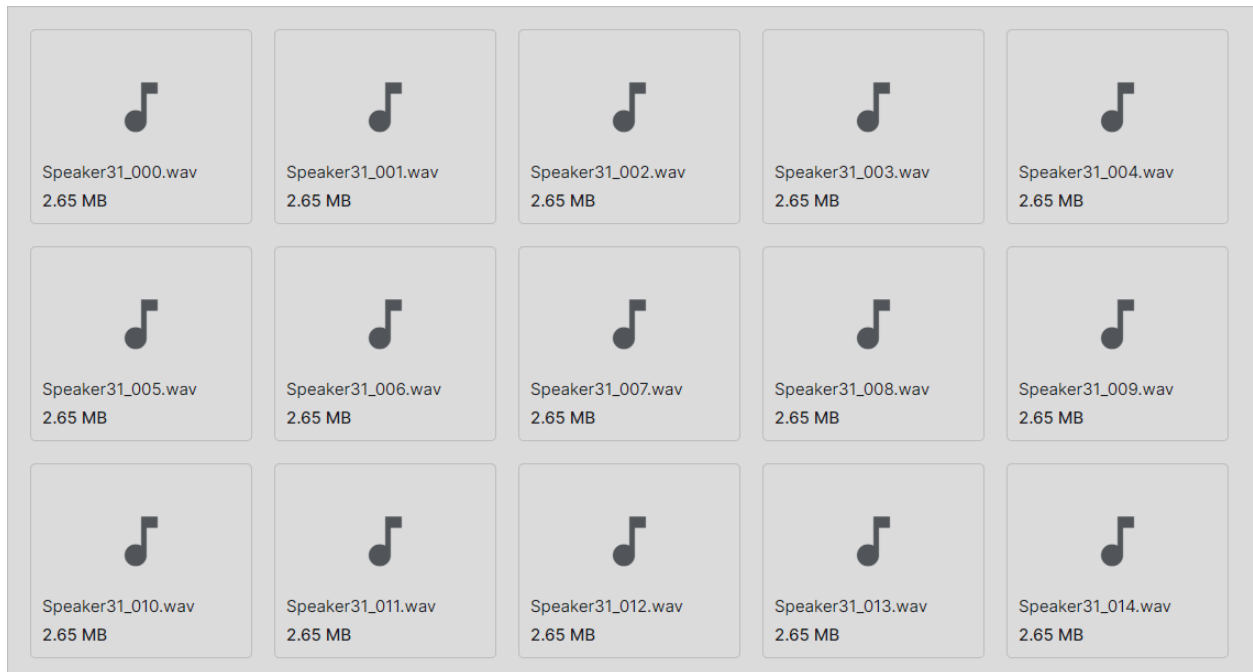 Speaker31_000.wav
2.65 MB
Speaker31_001.wav
2.65 MB
Speaker31_002.wav
2.65 MB
Speaker31_003.wav
2.65 MB
Speaker31_004.wav
2.65 MB
Speaker31_005.wav
2.65 MB
Speaker31_006.wav
2.65 MB
Speaker31_007.wav
2.65 MB
Speaker31_008.wav
2.65 MB
Speaker31_009.wav
2.65 MB
Speaker31_010.wav
2.65 MB
Speaker31_011.wav
2.65 MB
Speaker31_012.wav
2.65 MB
Speaker31_013.wav
2.65 MB
Speaker31_014.wav
2.65 MB